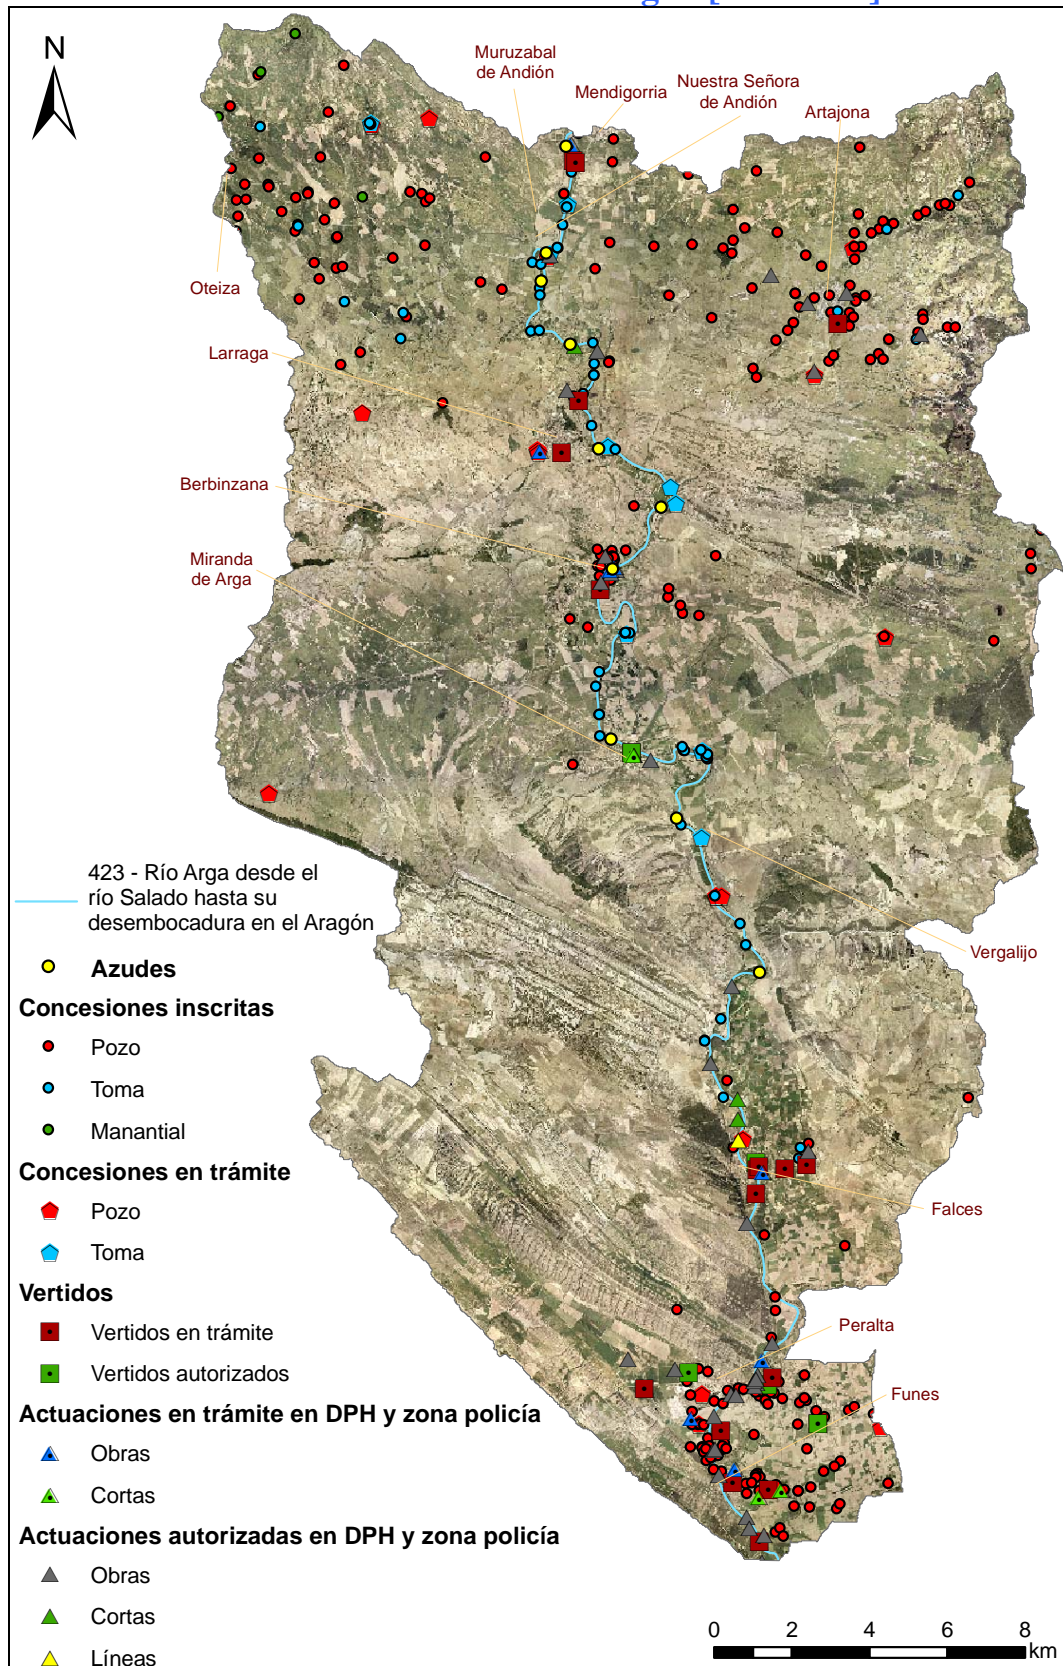 N
Muruzabal
de Andión
Mendigorria
Nuestra Señora
de Andión
Artajona
Oteiza
Larraga
Berbinzana
Miranda
de Arga
Vergalijo
Falces
Peralta
Funes
423 - Río Arga desde el
río Salado hasta su
desembocadura en el Aragón
Azudes
Concesiones inscritas
Pozo
Toma
Manantial
Concesiones en trámite
Pozo
Toma
Vertidos
Vertidos en trámite
Vertidos autorizados
Actuaciones en trámite en DPH y zona policía
Obras
Cortas
Actuaciones autorizadas en DPH y zona policía
Obras
Cortas
Líneas
0 2 4 6 8
km